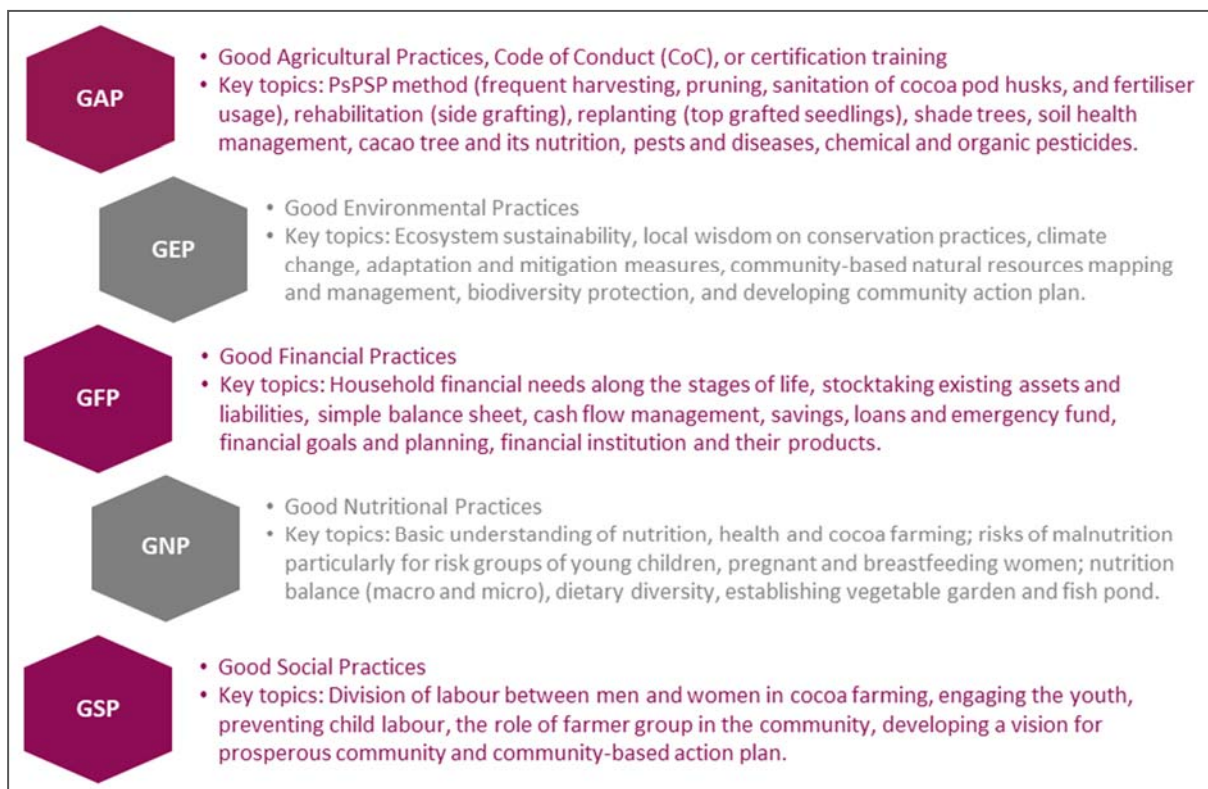 GAP
• Good Agricultural Practices, Code of Conduct (CoC), or certification training
• Key topics: PsPSP method (frequent harvesting, pruning, sanitation of cocoa pod husks, and fertiliser
usage), rehabilitation (side grafting), replanting (top grafted seedlings), shade trees, soil health
management, cacao tree and its nutrition, pests and diseases, chemical and organic pesticides.
GEP
• Good Environmental Practices
• Key topics: Ecosystem sustainability, local wisdom on conservation practices, climate
change, adaptation and mitigation measures, community-based natural resources mapping
and management, biodiversity protection, and developing community action plan.
GFP
• Good Financial Practices
• Key topics: Household financial needs along the stages of life, stocktaking existing assets and
liabilities, simple balance sheet, cash flow management, savings, loans and emergency fund,
financial goals and planning, financial institution and their products.
GNP
• Good Nutritional Practices
• Key topics: Basic understanding of nutrition, health and cocoa farming; risks of malnutrition
particularly for risk groups of young children, pregnant and breastfeeding women; nutrition
balance (macro and micro), dietary diversity, establishing vegetable garden and fish pond.
GSP
• Good Social Practices
• Key topics: Division of labour between men and women in cocoa farming, engaging the youth,
preventing child labour, the role of farmer group in the community, developing a vision for
prosperous community and community-based action plan.